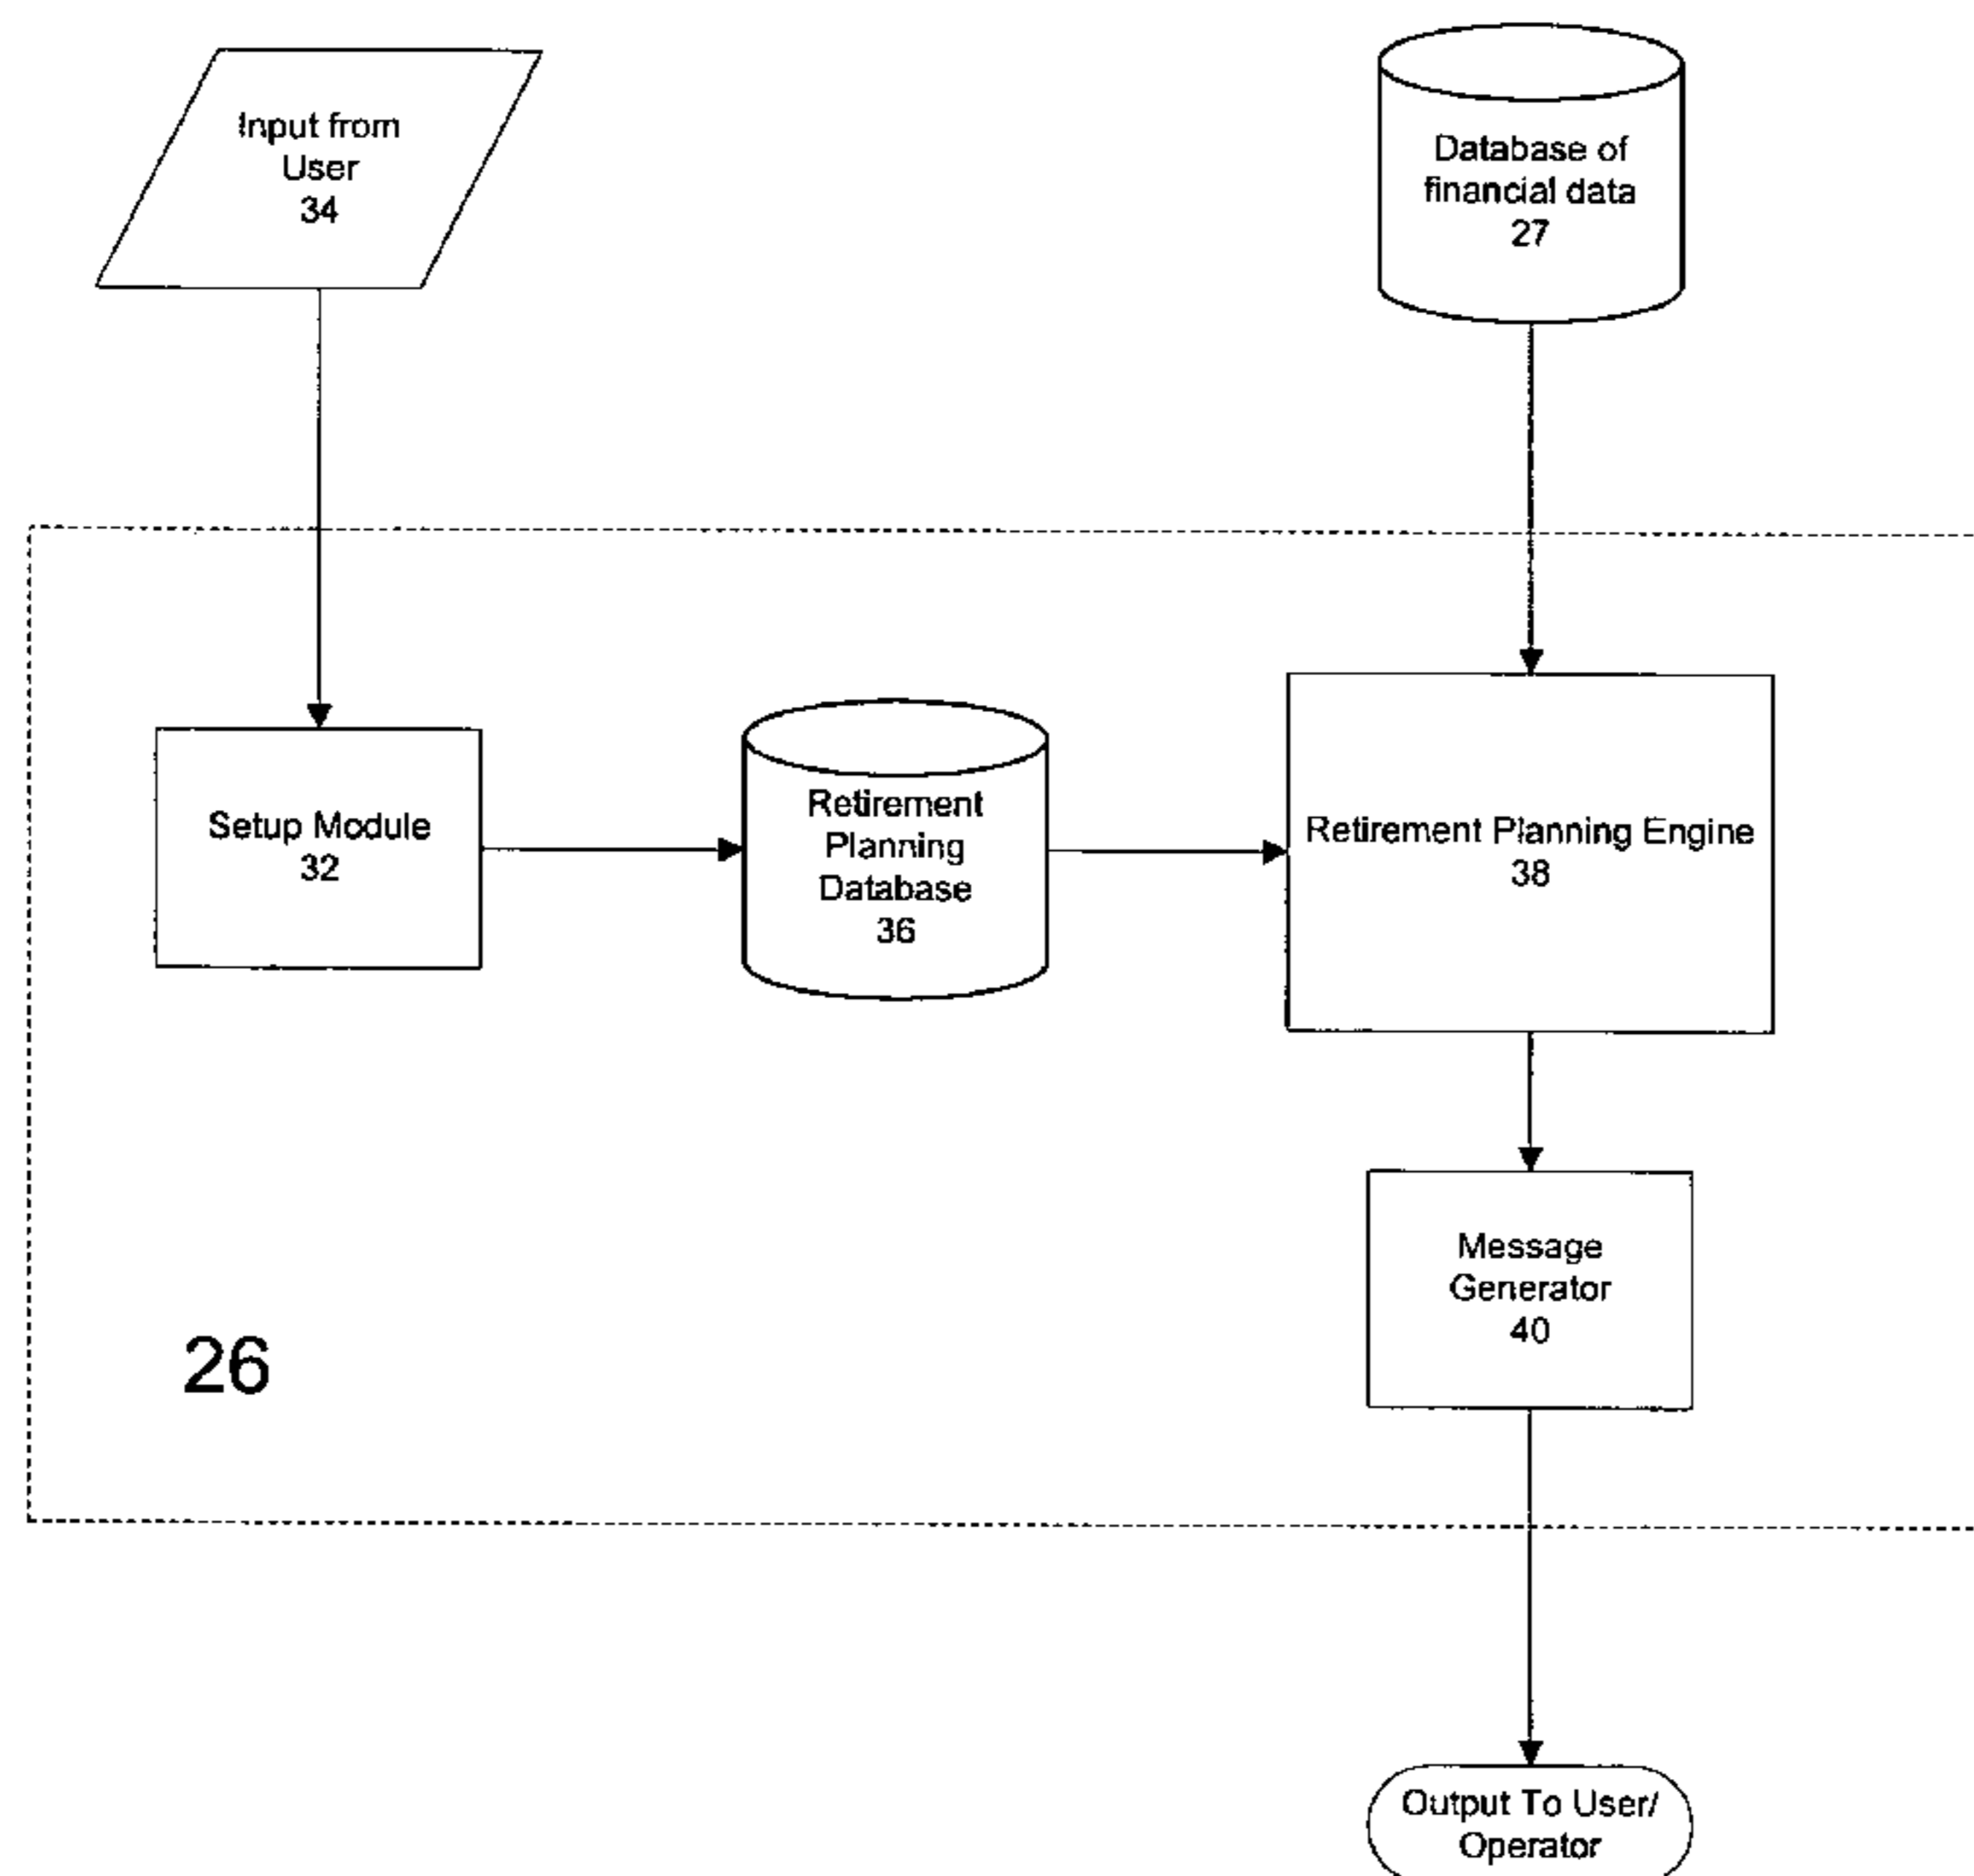 Input from
User
34
Database of
financial data
27
Setup Module
32
Retirement
Planning
Database
36
Retirement Planning Engine
38
Message
Generator
40
26
Output To User/
Operator